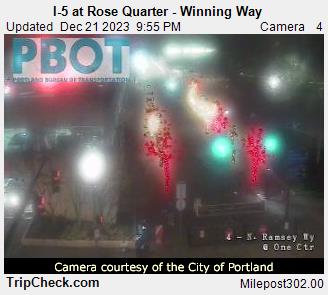 I-5 at Rose Quarter - Winning Way
Updated Dec 21 2023 9:55 PM Camera 4
PBOT
PORTLAND BUREAU OF TRANSPORTATION
4 - N. Ramsey Wy
@ One Ctr
Camera courtesy of the City of Portland
TripCheck.com Milepost302.00